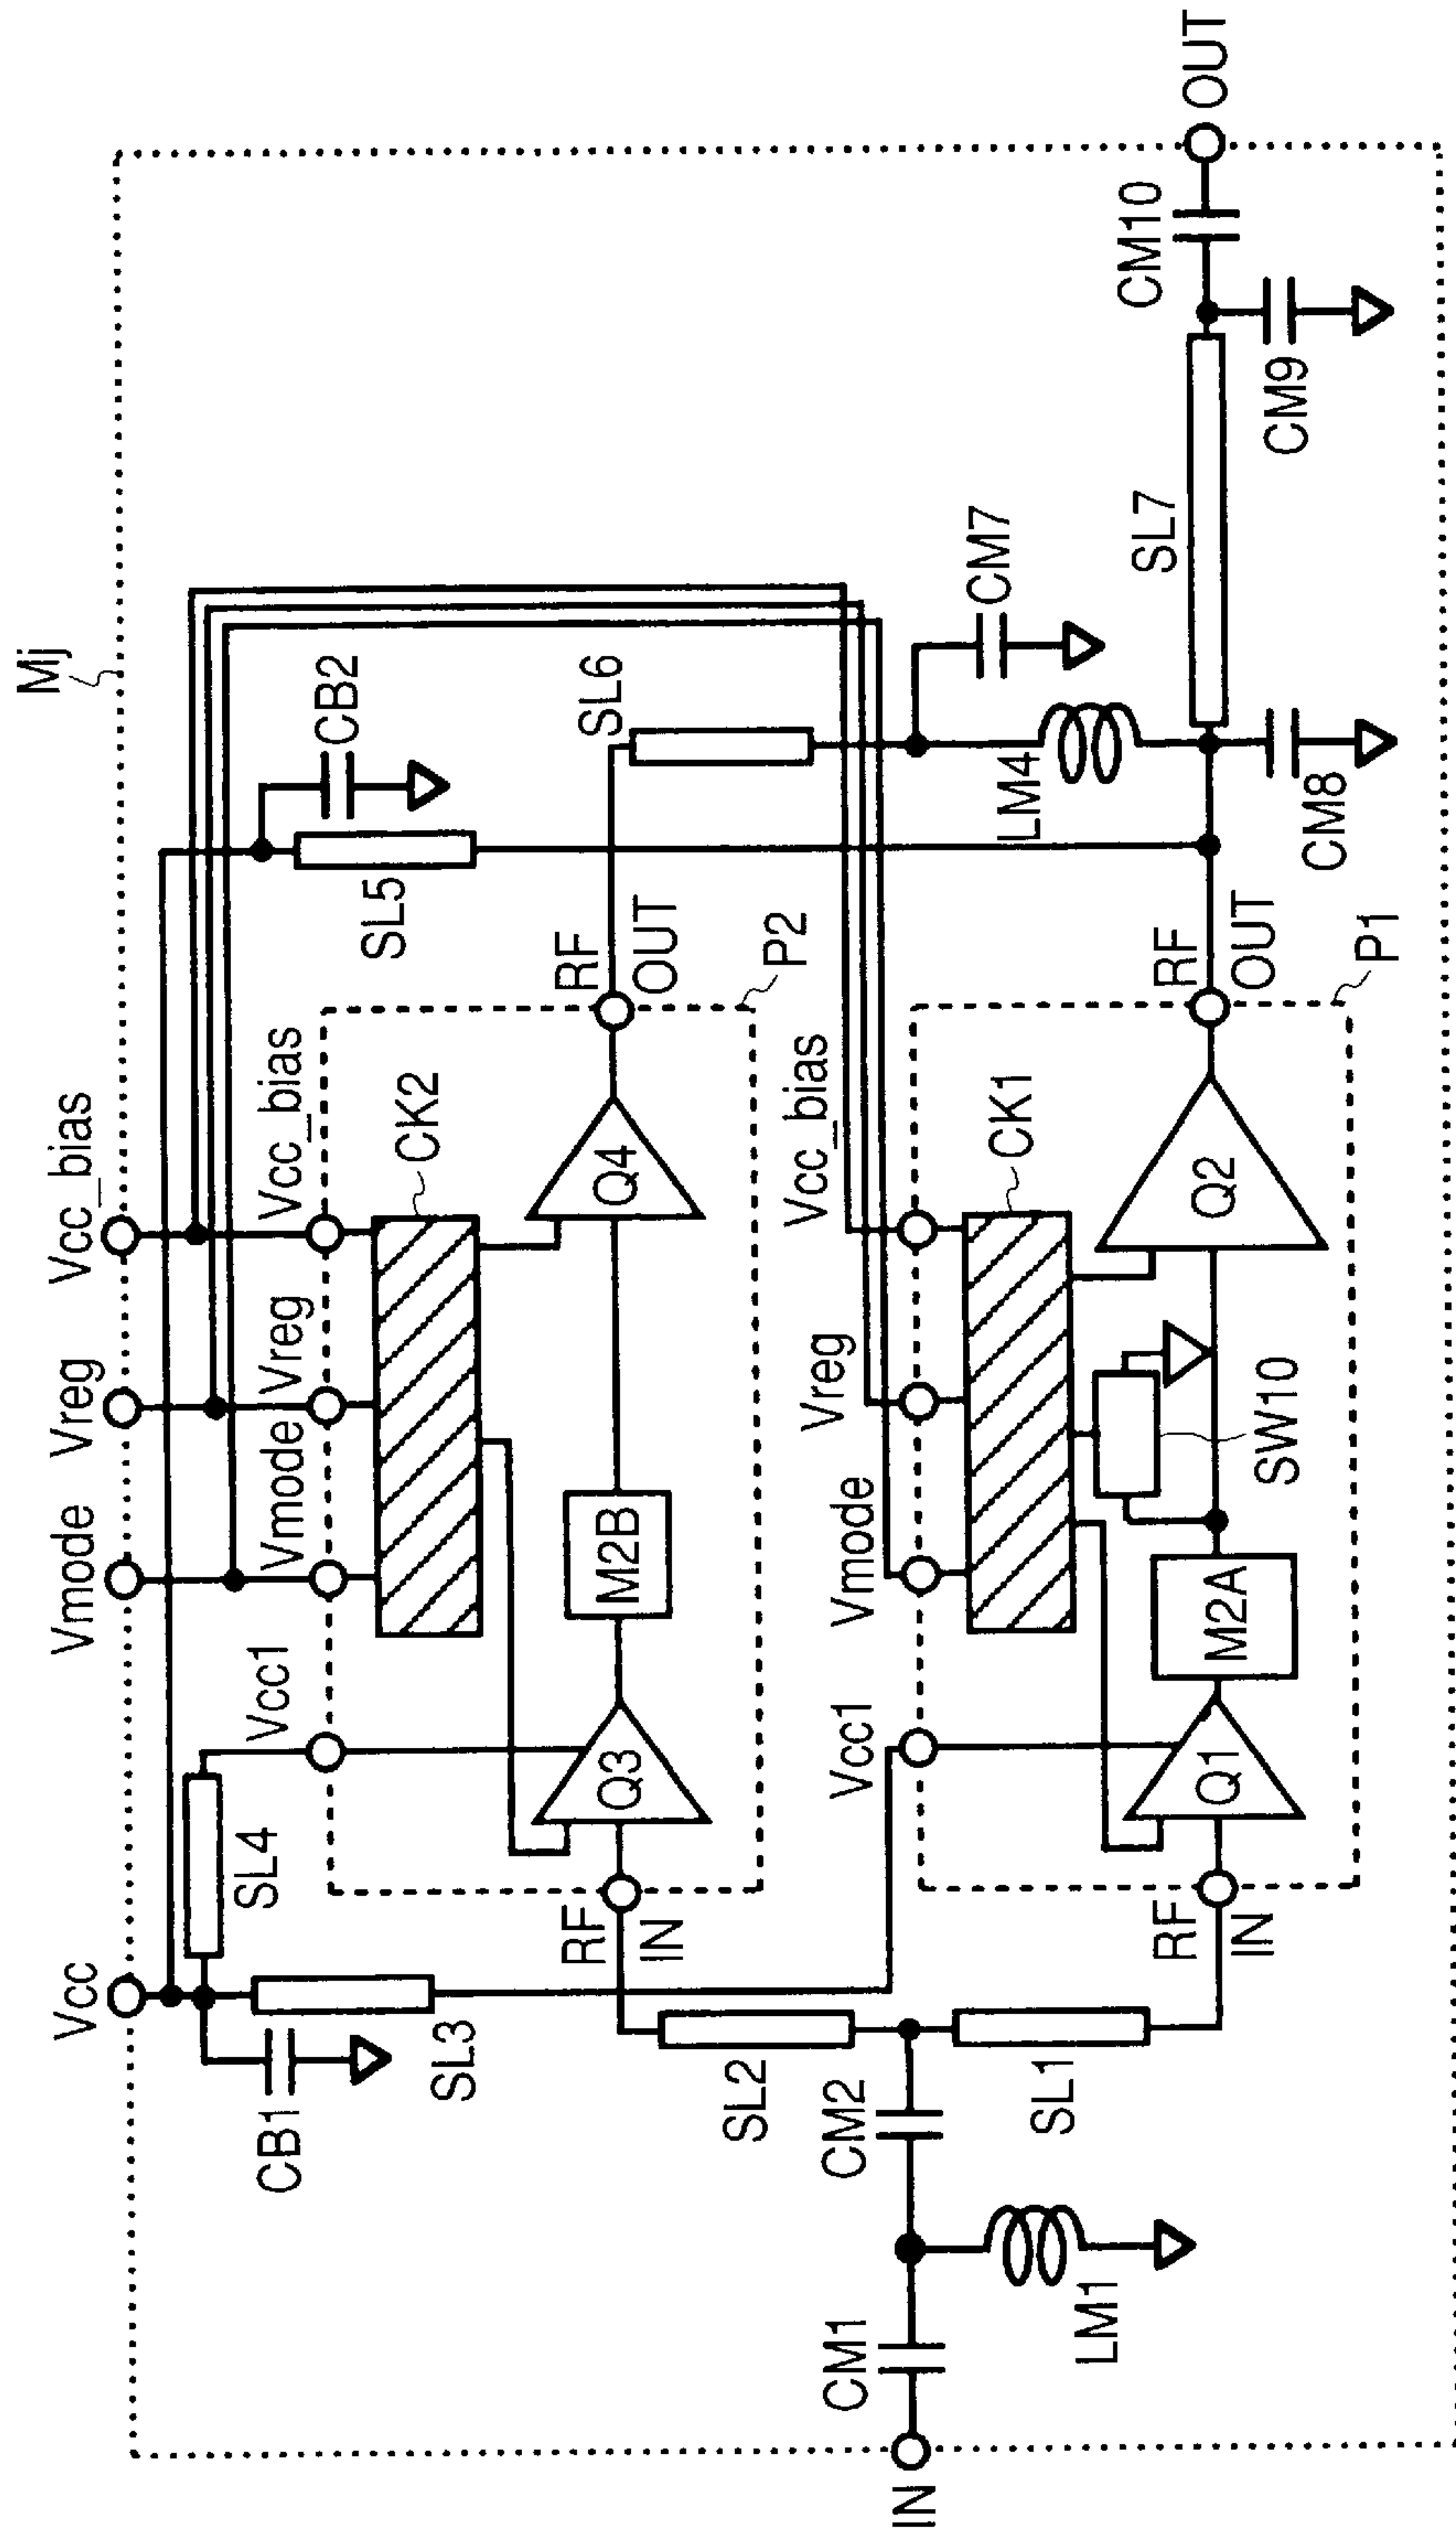 Mj
Vcc
Vmode
Vreg
Vcc_bias
CB1
SL3
SL4
Vcc1
Vmode
Vreg
Vcc_bias
CK2
CB2
SL5
RF
IN
Q3
M2B
Q4
RF
OUT
P2
SL6
CM7
LM4
IN
CM1
LM1
CM2
SL2
SL1
Vcc1
Vmode
Vreg
Vcc_bias
CK1
RF
IN
Q1
M2A
SW10
Q2
RF
OUT
P1
CM8
SL7
CM9
CM10
OUT